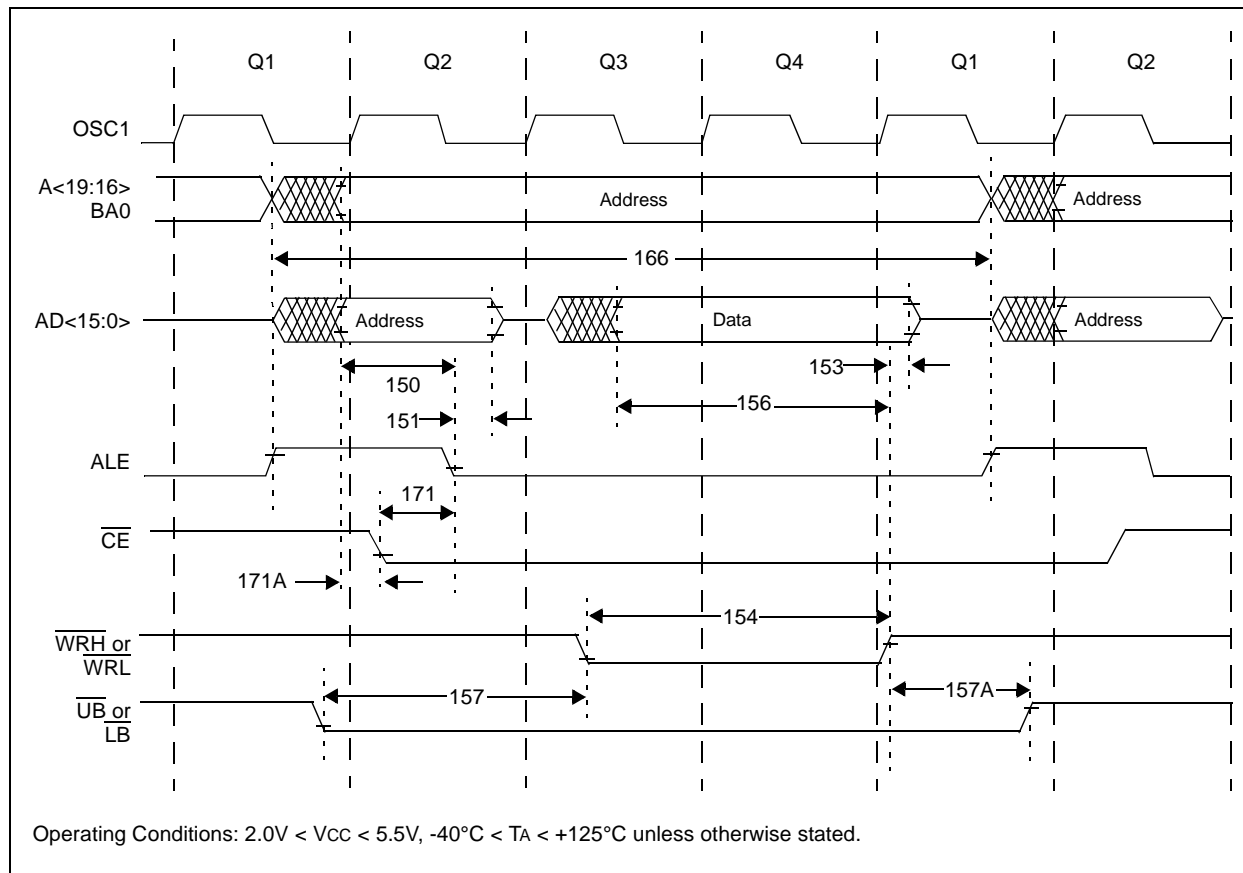 Q1 Q2 Q3 Q4 Q1 Q2
OSC1
A<19:16>
BA0
Address
Address
166
AD<15:0>
Address
Data
Address
150
153
151
156
ALE
171
CE
171A
154
WRH or
WRL
157
157A
UB or
LB
Operating Conditions: 2.0V < VCC < 5.5V, -40°C < TA < +125°C unless otherwise stated.